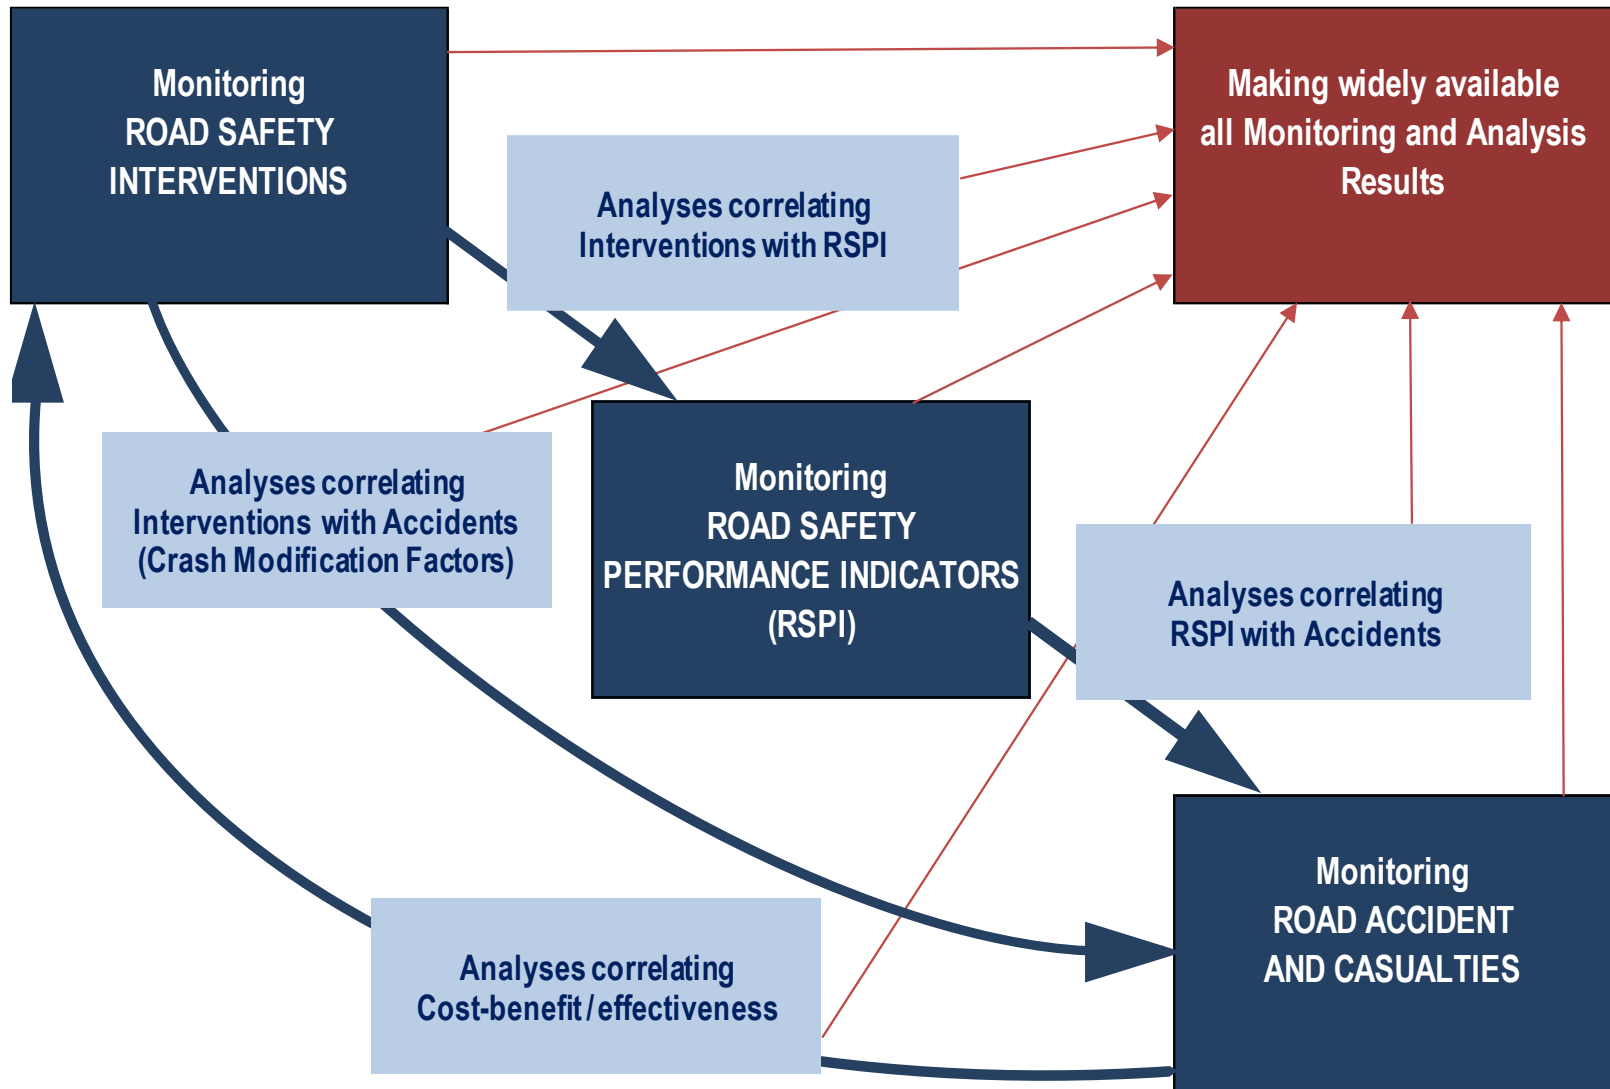 Monitoring
ROAD SAFETY
INTERVENTIONS
Making widely available
all Monitoring and Analysis
Results
Analyses correlating
Interventions with RSPI
Analyses correlating
Interventions with Accidents
(Crash Modification Factors)
Monitoring
ROAD SAFETY
PERFORMANCE INDICATORS
(RSPI)
Analyses correlating
RSPI with Accidents
Monitoring
ROAD ACCIDENT
AND CASUALTIES
Analyses correlating
Cost-benefit / effectiveness